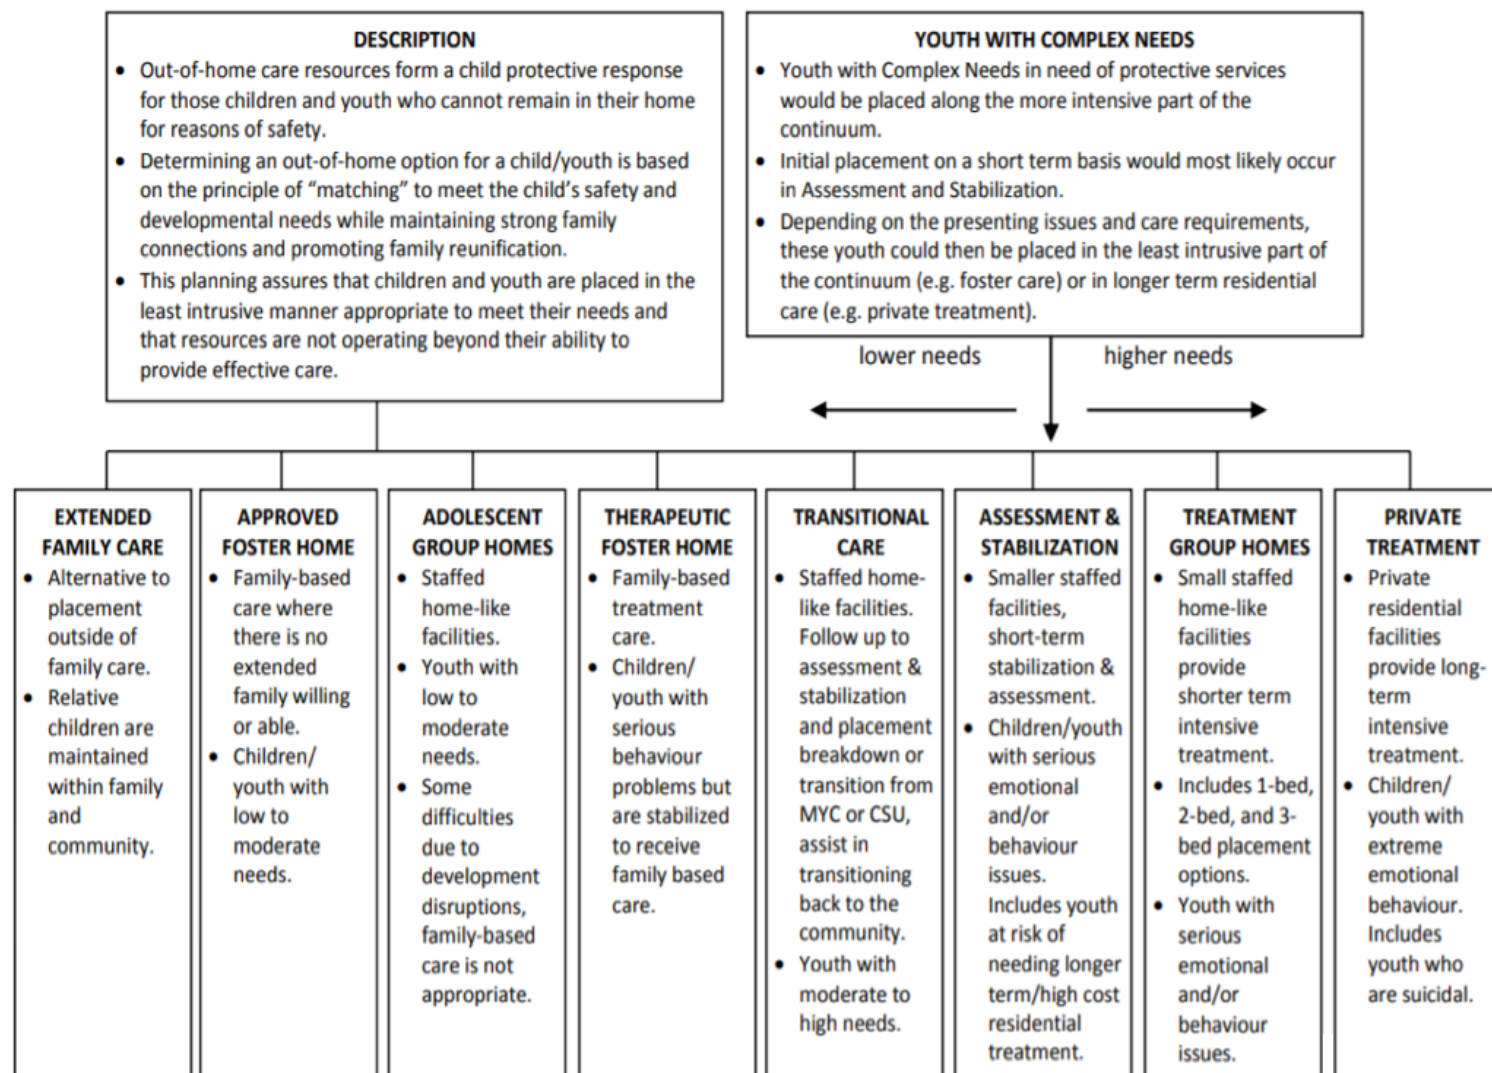 DESCRIPTION
• Out-of-home care resources form a child protective response
for those children and youth who cannot remain in their home
for reasons of safety.
• Determining an out-of-home option for a child/youth is based
on the principle of “matching” to meet the child’s safety and
developmental needs while maintaining strong family
connections and promoting family reunification.
• This planning assures that children and youth are placed in the
least intrusive manner appropriate to meet their needs and
that resources are not operating beyond their ability to
provide effective care.
YOUTH WITH COMPLEX NEEDS
• Youth with Complex Needs in need of protective services
would be placed along the more intensive part of the
continuum.
• Initial placement on a short term basis would most likely occur
in Assessment and Stabilization.
• Depending on the presenting issues and care requirements,
these youth could then be placed in the least intrusive part of
the continuum (e.g. foster care) or in longer term residential
care (e.g. private treatment).
lower needs
higher needs
EXTENDED
FAMILY CARE
• Alternative to
placement
outside of
family care.
• Relative
children are
maintained
within family
and
community.
APPROVED
FOSTER HOME
• Family-based
care where
there is no
extended
family willing
or able.
• Children/
youth with
low to
moderate
needs.
ADOLESCENT
GROUP HOMES
• Staffed
home-like
facilities.
• Youth with
low to
moderate
needs.
• Some
difficulties
due to
development
disruptions,
family-based
care is not
appropriate.
THERAPEUTIC
FOSTER HOME
• Family-based
treatment
care.
• Children/
youth with
serious
behaviour
problems but
are stabilized
to receive
family based
care.
TRANSITIONAL
CARE
• Staffed home-
like facilities.
Follow up to
assessment &
stabilization
and placement
breakdown or
transition from
MYC or CSU,
assist in
transitioning
back to the
community.
• Youth with
moderate to
high needs.
ASSESSMENT &
STABILIZATION
• Smaller staffed
facilities,
short-term
stabilization &
assessment.
• Children/youth
with serious
emotional
and/or
behaviour
issues.
Includes youth
at risk of
needing longer
term/high cost
residential
treatment.
TREATMENT
GROUP HOMES
• Small staffed
home-like
facilities
provide
shorter term
intensive
treatment.
• Includes 1-bed,
2-bed, and 3-
bed placement
options.
• Youth with
serious
emotional
and/or
behaviour
issues.
PRIVATE
TREATMENT
• Private
residential
facilities
provide long-
term
intensive
treatment.
• Children/
youth with
extreme
emotional
behaviour.
Includes
youth who
are suicidal.